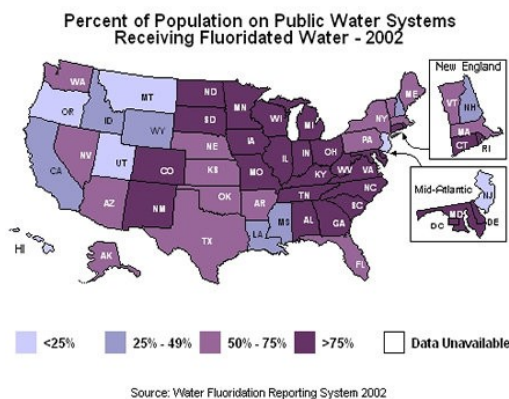 Percent of Population on Public Water Systems
Receiving Fluoridated Water - 2002
New England
WA
MT
ND
MN
ME
OR
ID
SD
WI
MI
NY
VT
NH
WY
IA
PA
MA
NE
CT
RI
NV
UT
CO
IL
IN
OH
CA
KS
MO
KY
WV
VA
Mid-Atlantic
NJ
NC
TN
OK
AR
SC
MD
AZ
NM
DC
DE
MS
AL
GA
HI
TX
LA
AK
FL
<25%
25% - 49%
50% - 75%
>75%
Data Unavailable
Source: Water Fluoridation Reporting System 2002